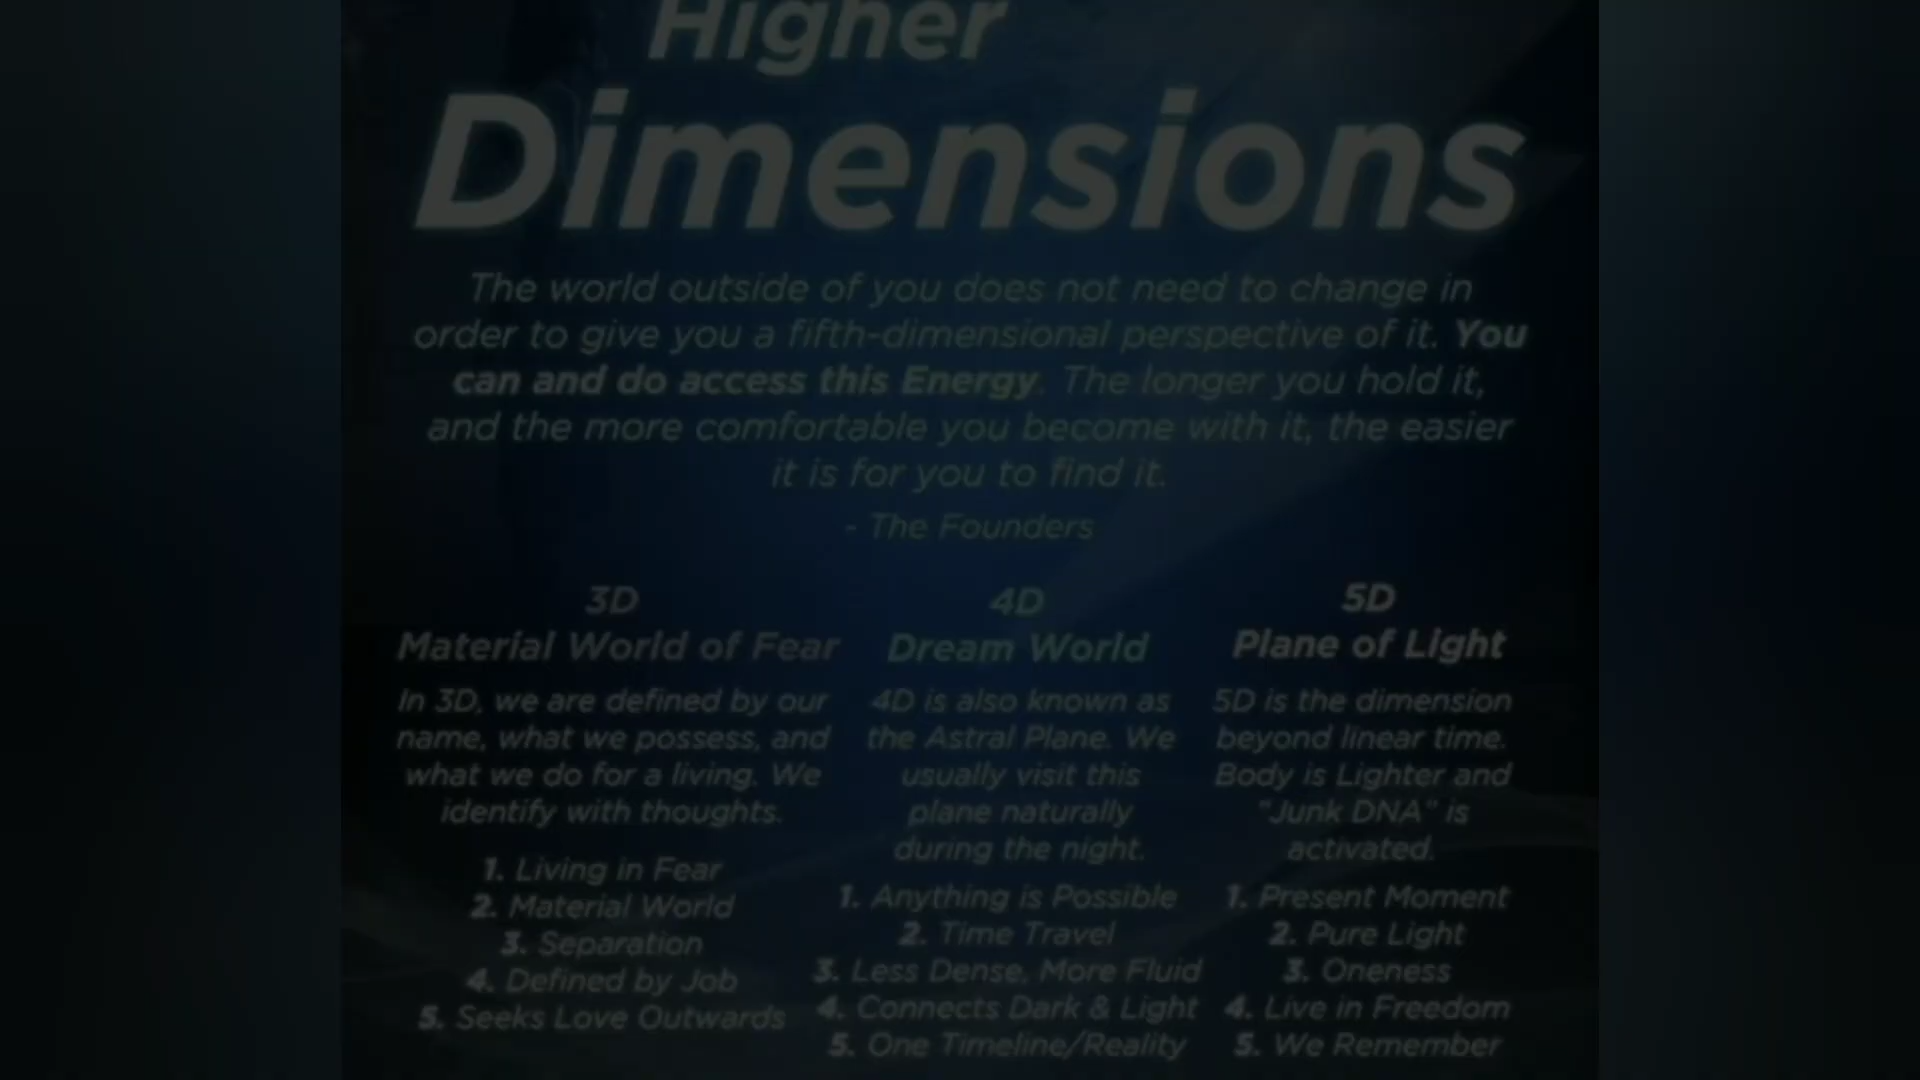 Higher
Dimensions
The world outside of you does not need to change in
order to give you a fifth-dimensional perspective of it. You
can and do access this Energy. The longer you hold it,
and the more comfortable you become with it, the easier
it is for you to find it.
- The Founders
3D
Material World of Fear
In 3D, we are defined by our
name, what we possess, and
what we do for a living. We
identify with thoughts.
1. Living in Fear
2. Material World
3. Separation
4. Defined by Job
5. Seeks Love Outwards
4D
Dream World
4D is also known as
the Astral Plane. We
usually visit this
plane naturally
during the night.
1. Anything is Possible
2. Time Travel
3. Less Dense, More Fluid
4. Connects Dark & Light
5. One Timeline/Reality
5D
Plane of Light
5D is the dimension
beyond linear time.
Body is Lighter and
"Junk DNA" is
activated.
1. Present Moment
2. Pure Light
3. Oneness
4. Live in Freedom
5. We Remember